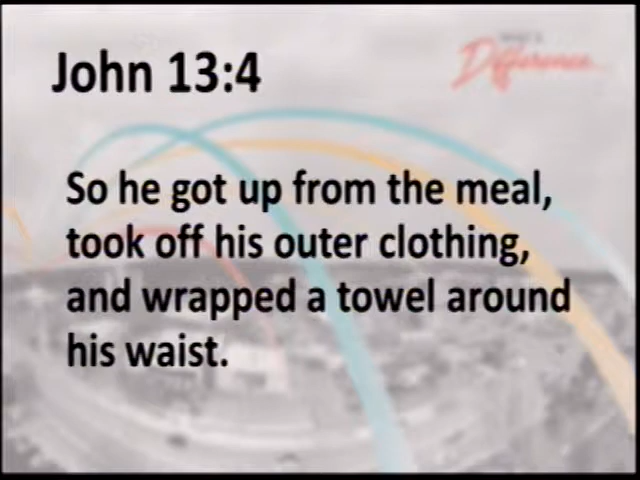 John 13:4
Difference...
So he got up from the meal,
took off his outer clothing,
and wrapped a towel around
his waist.